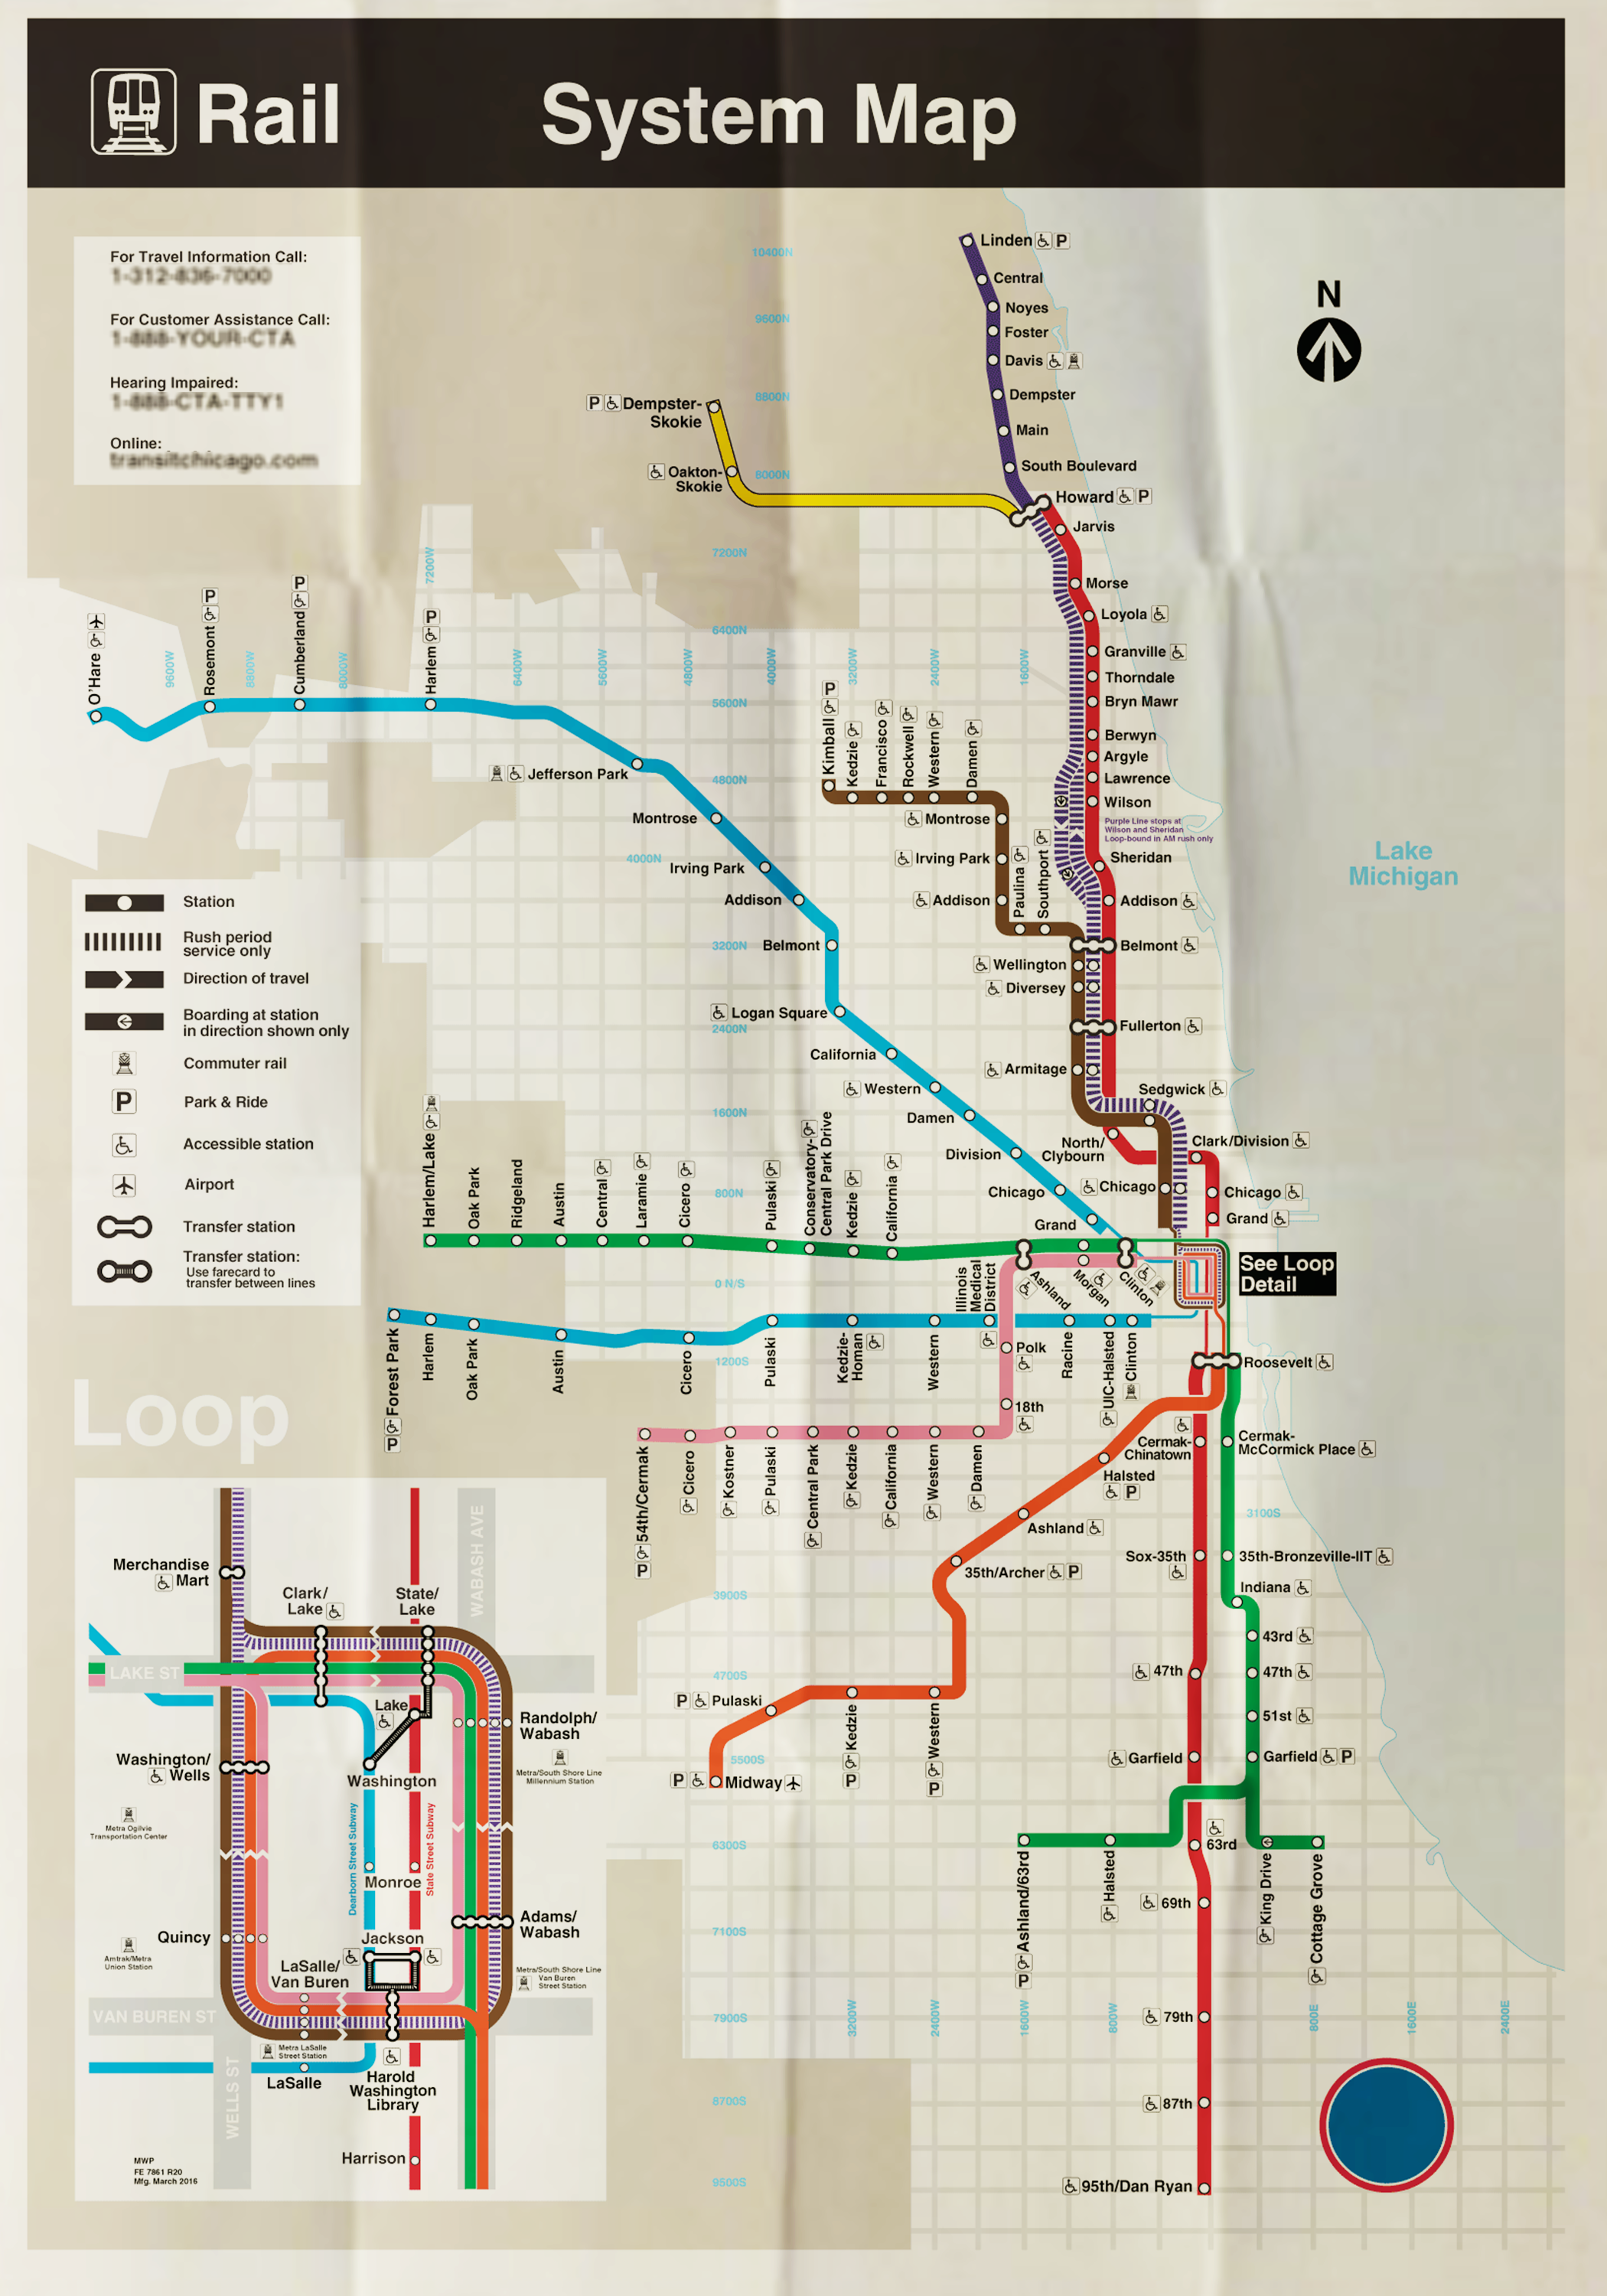 Rail System Map
For Travel Information Call:
For Customer Assistance Call:
Hearing Impaired:
Online:
N
Linden P
Central
Noyes
Foster
Davis
Dempster
Main
South Boulevard
Howard P
Jarvis
Morse
Loyola
Granville
Thorndale
Bryn Mawr
Berwyn
Argyle
Lawrence
Wilson
Purple Line stops at
Wilson and Sheridan
Loop-bound in AM rush only
Sheridan
Addison
Belmont
Fullerton
Sedgwick
North/
Clybourn
Clark/Division
Chicago
Grand
See Loop
Detail
Lake
Michigan
P Dempster-
Skokie
Oakton-
Skokie
10400N
9600N
8800N
8000N
7200N
6400N
5600N
4800N
4000N
3200N
2400N
1600N
800N
0 N/S
1200S
3100S
3900S
4700S
5500S
6300S
7100S
7900S
8700S
9500S
9600W
8800W
8000W
7200W
6400W
5600W
4800W
4000W
3200W
2400W
1600W
O'Hare
Rosemont P
Cumberland P
Harlem P
Jefferson Park
Montrose
Irving Park
Addison
Belmont
Logan Square
California
Western
Damen
Division
Chicago
Grand
Kimball P
Kedzie
Francisco
Rockwell
Western
Damen
Montrose
Irving Park
Addison
Paulina
Southport
Wellington
Diversey
Armitage
Chicago
Station
Rush period
service only
Direction of travel
Boarding at station
in direction shown only
Commuter rail
P Park & Ride
Accessible station
Airport
Transfer station
Transfer station:
Use farecard to
transfer between lines
Harlem/Lake
Oak Park
Ridgeland
Austin
Central
Laramie
Cicero
Pulaski
Conservatory-
Central Park Drive
Kedzie
California
Ashland
Morgan
Clinton
P Forest Park
Harlem
Oak Park
Austin
Cicero
Pulaski
Kedzie-
Homan
Western
Illinois
Medical
District
Racine
UIC-Halsted
Clinton
Polk
18th
P 54th/Cermak
Cicero
Kostner
Pulaski
Central Park
Kedzie
California
Western
Damen
Roosevelt
Cermak-
Chinatown
Cermak-
McCormick Place
Halsted
P
Ashland
35th/Archer P
Sox-35th
35th-Bronzeville-IIT
Indiana
43rd
47th
47th
51st
Garfield
Garfield P
P Pulaski
Kedzie
P
Western
P
P Midway
63rd
P Ashland/63rd
Halsted
King Drive
Cottage Grove
69th
79th
87th
95th/Dan Ryan
3200W
2400W
1600W
800W
800E
1600E
2400E
Loop
Merchandise
Mart
Clark/
Lake
State/
Lake
WABASH AVE
LAKE ST
Lake
Randolph/
Wabash
Metra/South Shore Line
Millennium Station
Washington/
Wells
Washington
Metra Ogilvie
Transportation Center
Dearborn Street Subway
State Street Subway
Monroe
Adams/
Wabash
Quincy
Jackson
Amtrak/Metra
Union Station
LaSalle/
Van Buren
Metra/South Shore Line
Van Buren
Street Station
VAN BUREN ST
Metra LaSalle
Street Station
LaSalle
WELLS ST
Harold
Washington
Library
Harrison
MWP
FE 7861 R20
Mfg. March 2016